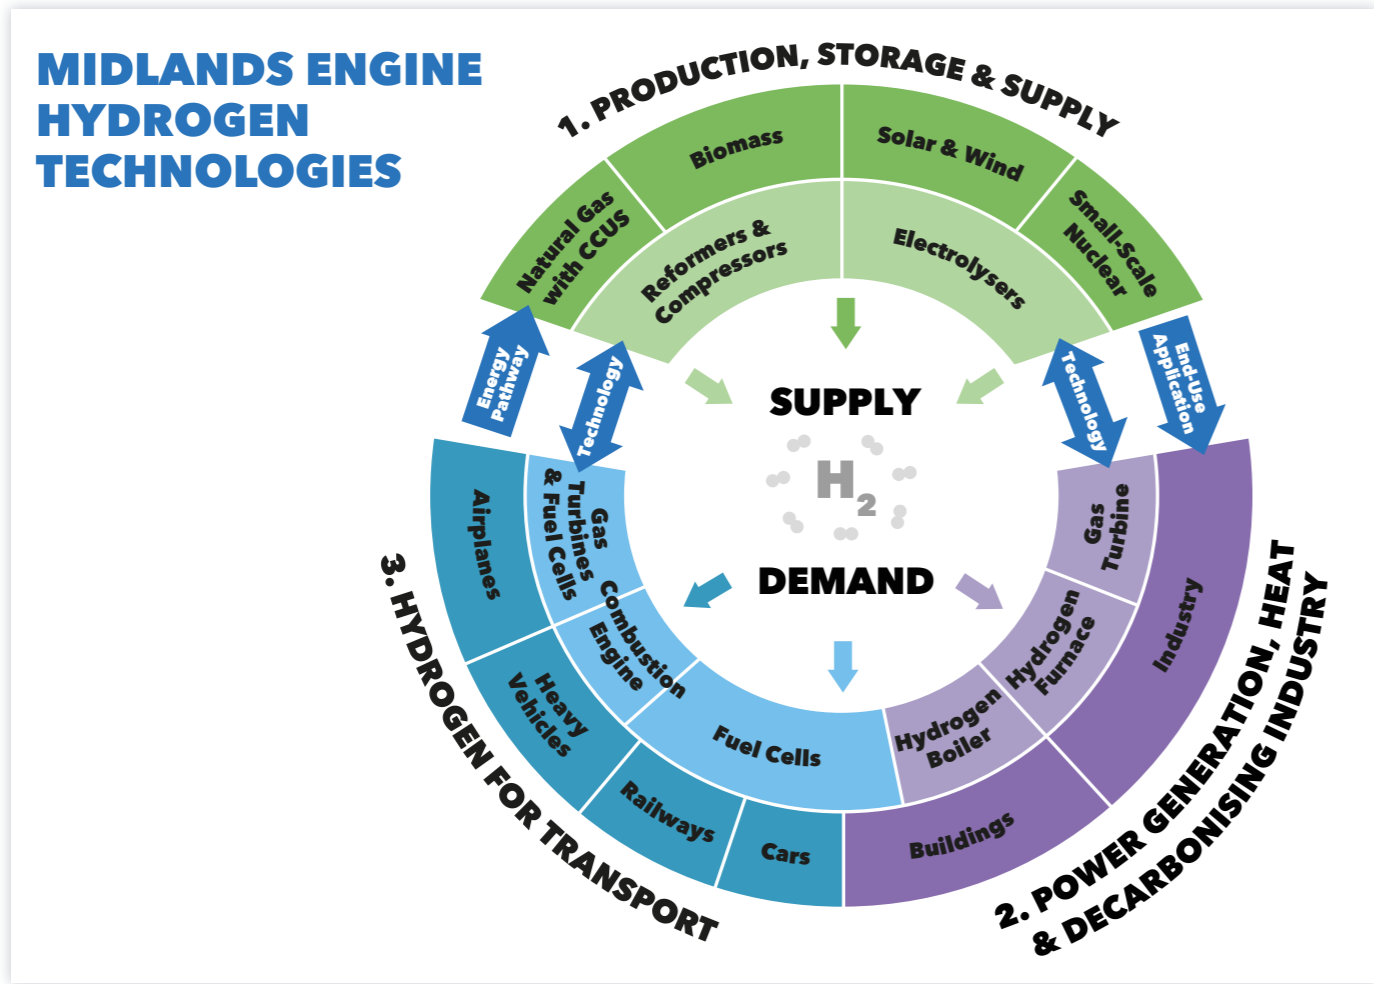 MIDLANDS ENGINE
HYDROGEN
TECHNOLOGIES
1. PRODUCTION, STORAGE & SUPPLY
Natural Gas
with CCUS
Biomass
Solar & Wind
Small-Scale
Nuclear
Reformers &
Compressors
Electrolysers
Energy
Pathway
Technology
Technology
End-Use
Application
SUPPLY
H2
DEMAND
Airplanes
Gas
Turbines
& Fuel Cells
Combustion
Engine
Heavy
Vehicles
Fuel Cells
Railways
Cars
Gas
Turbine
Hydrogen
Furnace
Hydrogen
Boiler
Industry
Buildings
3. HYDROGEN FOR TRANSPORT
2. POWER GENERATION, HEAT
& DECARBONISING INDUSTRY